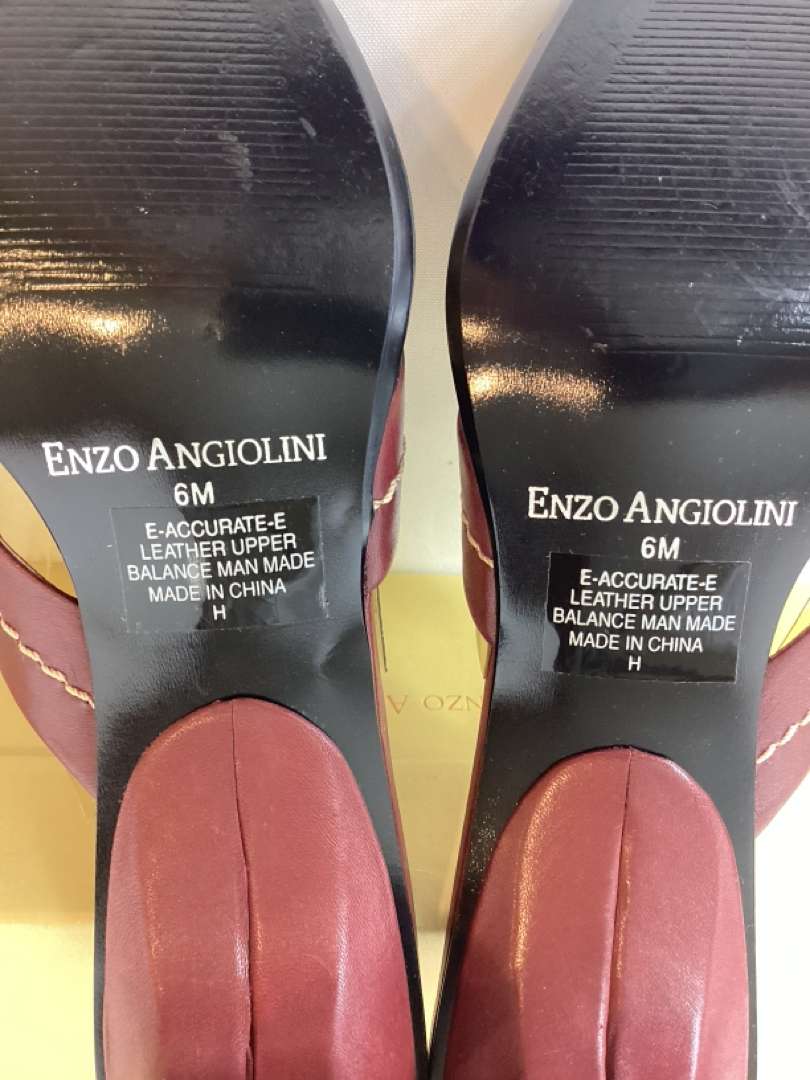 ENZO ANGIOLINI
6M
E-ACCURATE-E
LEATHER UPPER
BALANCE MAN MADE
MADE IN CHINA
H
ENZO ANGIOLINI
6M
E-ACCURATE-E
LEATHER UPPER
BALANCE MAN MADE
MADE IN CHINA
H
NZO A